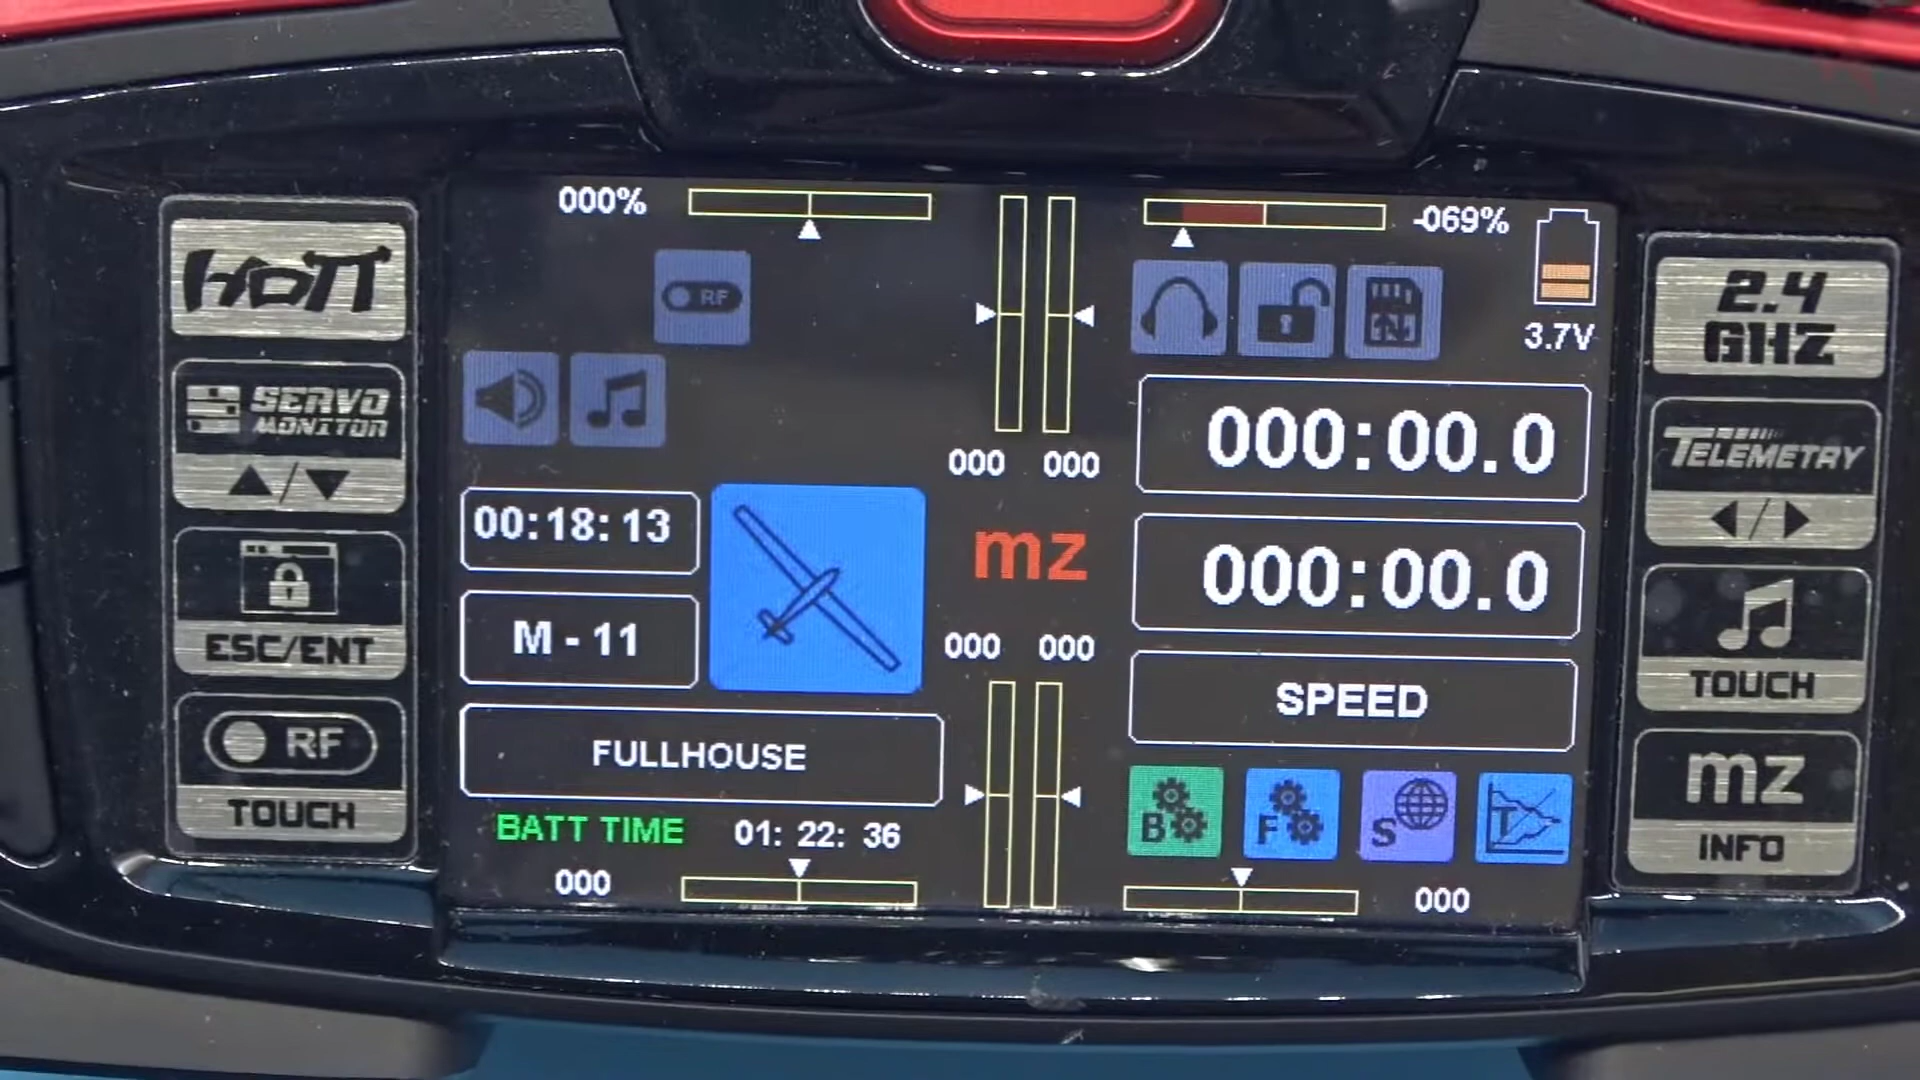 HOTT
SERVO
MONITOR
ESC/ENT
RF
TOUCH
000%
-069%
RF
3.7V
000 000
000:00.0
00:18:13
mz
000:00.0
M - 11
000 000
SPEED
FULLHOUSE
BATT TIME 01: 22: 36
B F S T
000
000
2.4
GHZ
TELEMETRY
TOUCH
mz
INFO